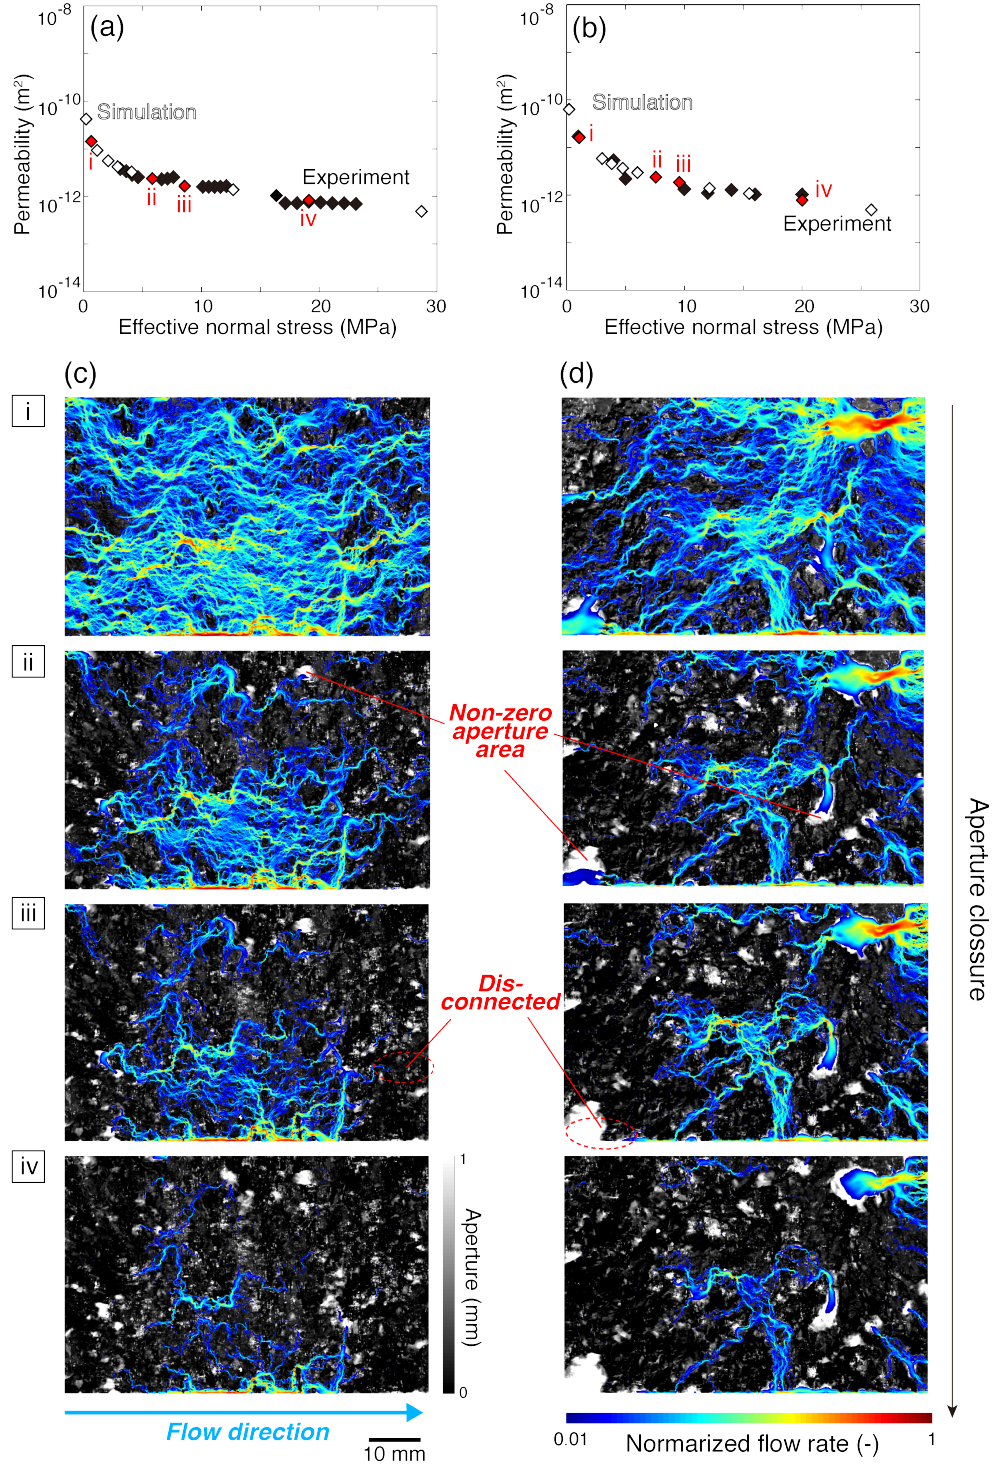 (a)
10-8
10-10
10-12
10-14
Permeability (m2)
Simulation
Experiment
i
ii
iii
iv
0
10
20
30
Effective normal stress (MPa)
(b)
10-8
10-10
10-12
10-14
Permeability (m2)
Simulation
Experiment
i
ii
iii
iv
0
10
20
30
Effective normal stress (MPa)
(c)
(d)
i
ii
Non-zero
aperture
area
iii
Dis-
connected
iv
1
Aperture (mm)
0
Aperture clossure
Flow direction
10 mm
0.01
Normarized flow rate (-)
1